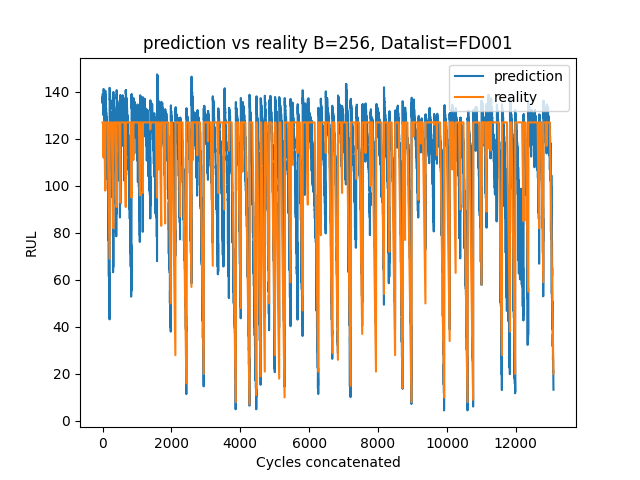 prediction vs reality B=256, Datalist=FD001
prediction
reality
RUL
140
120
100
80
60
40
20
0
0 2000 4000 6000 8000 10000 12000
Cycles concatenated